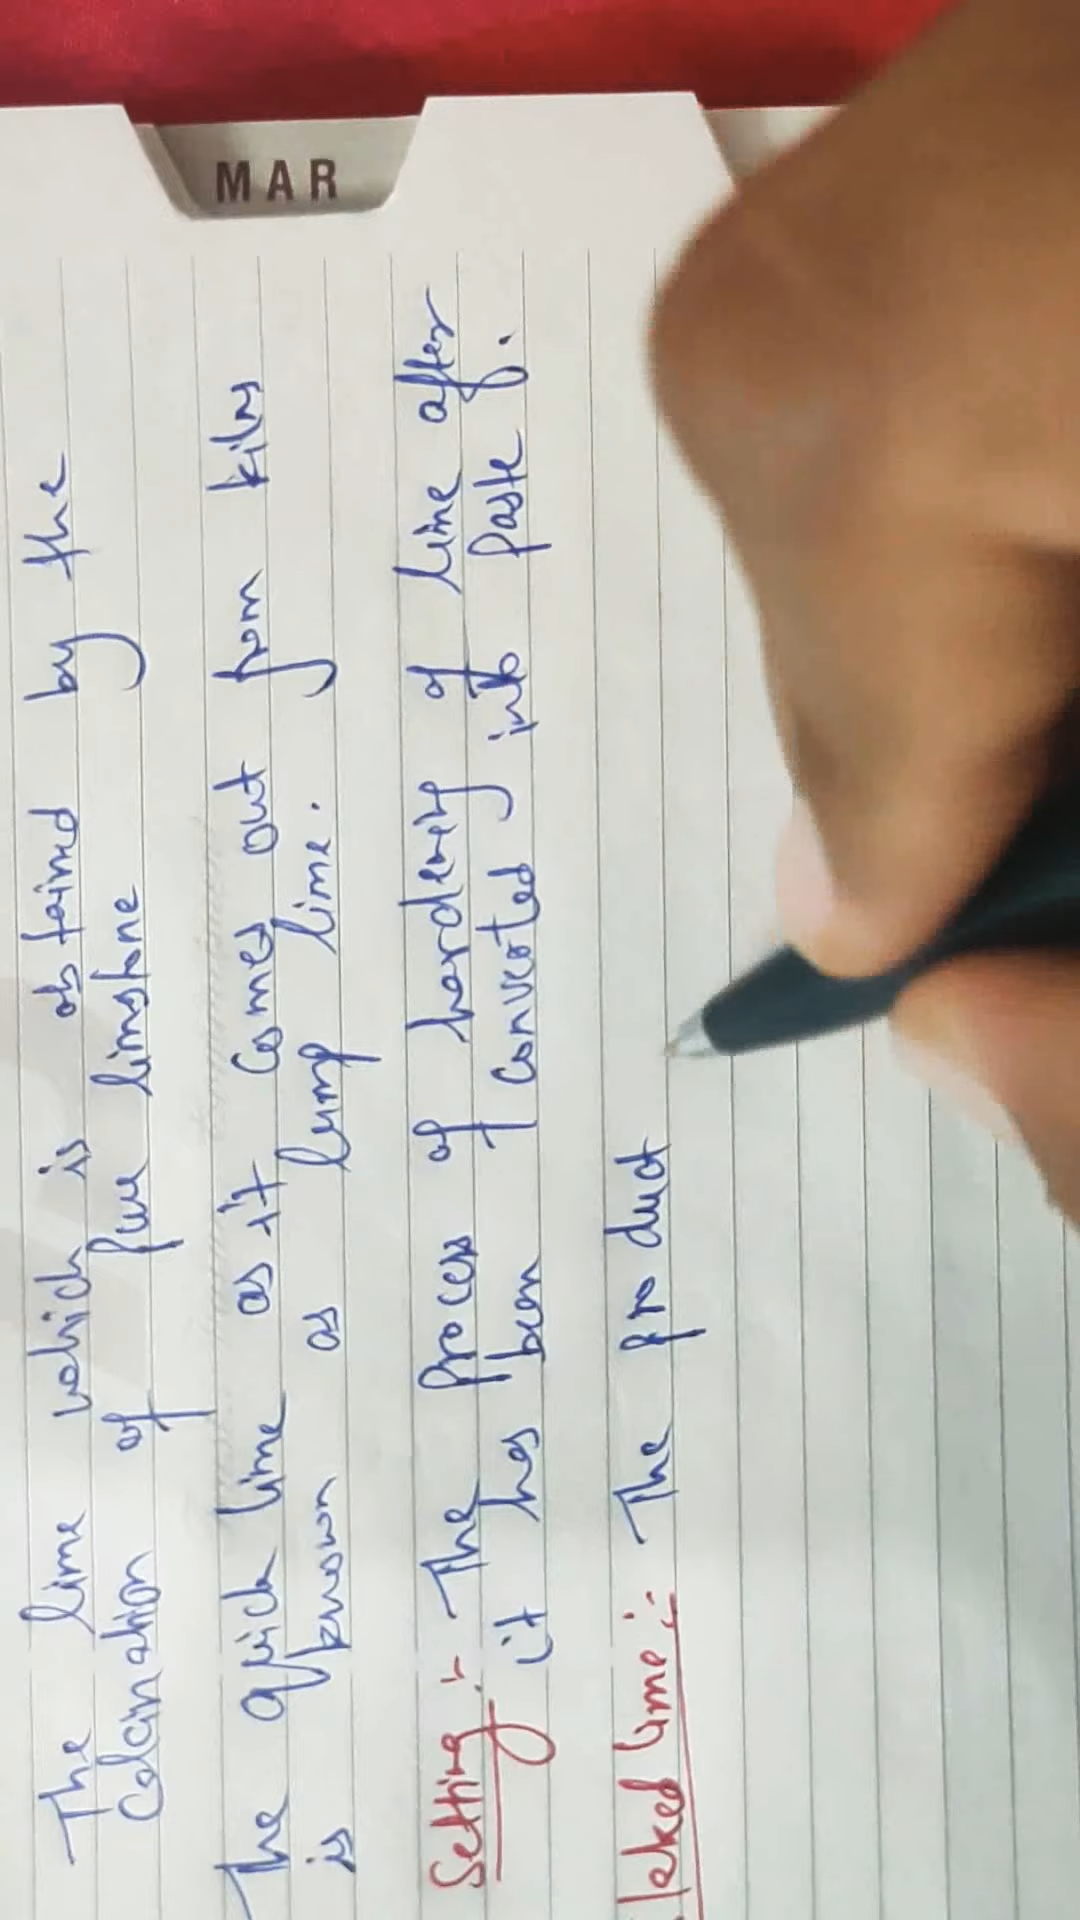 MAR
The lime which is obtained by the
Calcination of pure limestone
The quick lime as it comes out from kilns
is known as lump lime.
Setting :- The process of hardening of lime after
it has been converted into paste.
laked lime :- The product